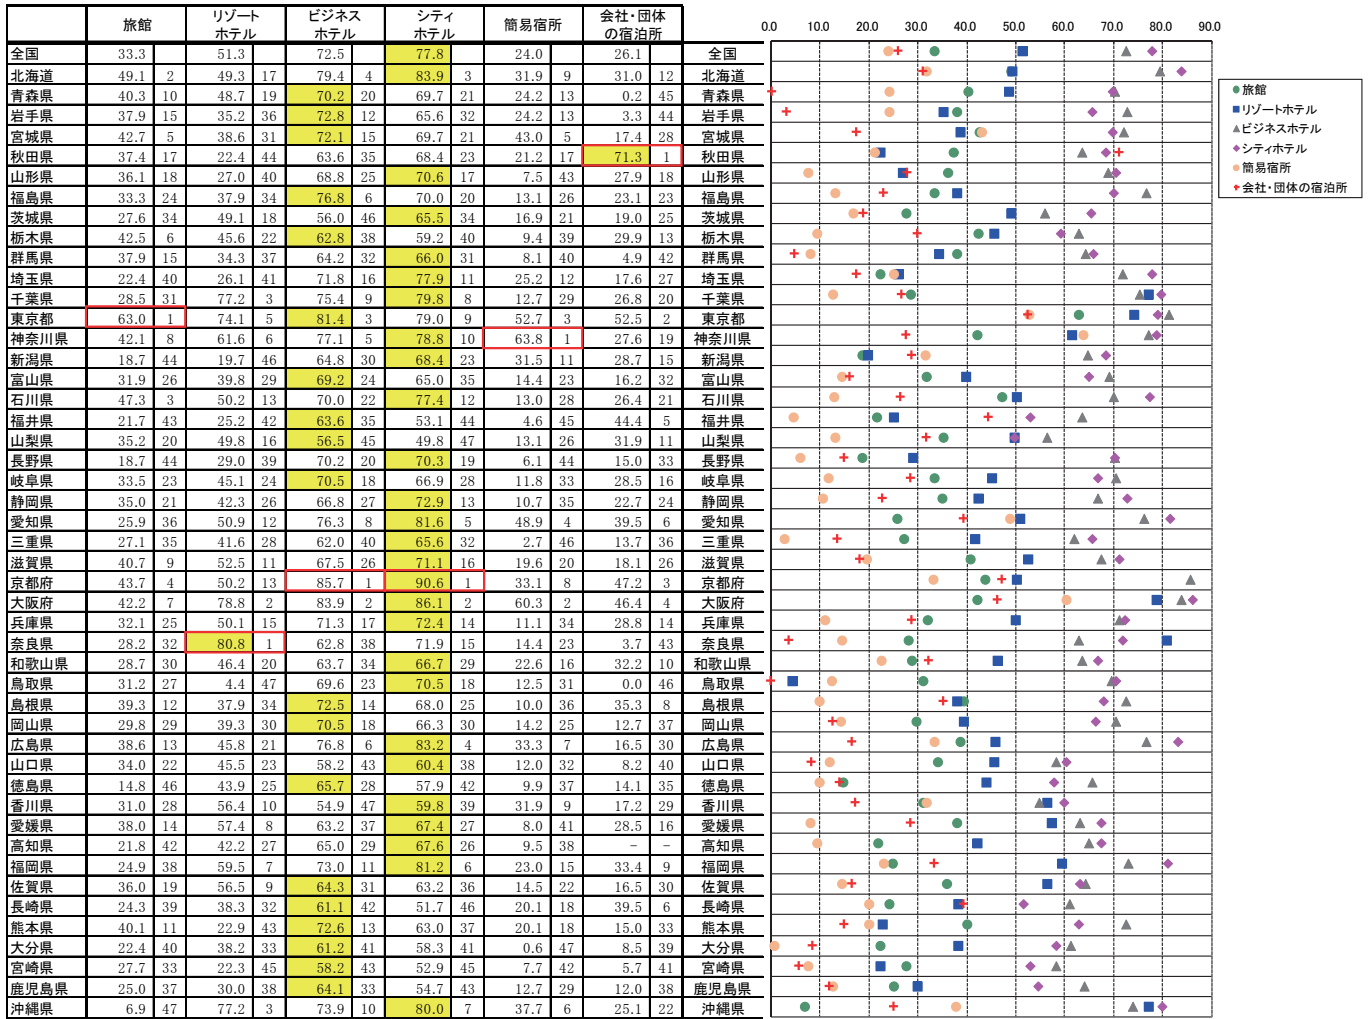 旅館 リゾートホテル ビジネスホテル シティホテル 簡易宿所 会社・団体の宿泊所 0.0 10.0 20.0 30.0 40.0 50.0 60.0 70.0 80.0 90.0
全国 33.3 51.3 72.5 77.8 24.0 26.1 全国
北海道 49.1 2 49.3 17 79.4 4 83.9 3 31.9 9 31.0 12 北海道
青森県 40.3 10 48.7 19 70.2 20 69.7 21 24.2 13 0.2 45 青森県
岩手県 37.9 15 35.2 36 72.8 12 65.6 32 24.2 13 3.3 44 岩手県
宮城県 42.7 5 38.6 31 72.1 15 69.7 21 43.0 5 17.4 28 宮城県
秋田県 37.4 17 22.4 44 63.6 35 68.4 23 21.2 17 71.3 1 秋田県
山形県 36.1 18 27.0 40 68.8 25 70.6 17 7.5 43 27.9 18 山形県
福島県 33.3 24 37.9 34 76.8 6 70.0 20 13.1 26 23.1 23 福島県
茨城県 27.6 34 49.1 18 56.0 46 65.5 34 16.9 21 19.0 25 茨城県
栃木県 42.5 6 45.6 22 62.8 38 59.2 40 9.4 39 29.9 13 栃木県
群馬県 37.9 15 34.3 37 64.2 32 66.0 31 8.1 40 4.9 42 群馬県
埼玉県 22.4 40 26.1 41 71.8 16 77.9 11 25.2 12 17.6 27 埼玉県
千葉県 28.5 31 77.2 3 75.4 9 79.8 8 12.7 29 26.8 20 千葉県
東京都 63.0 1 74.1 5 81.4 3 79.0 9 52.7 3 52.5 2 東京都
神奈川県 42.1 8 61.6 6 77.1 5 78.8 10 63.8 1 27.6 19 神奈川県
新潟県 18.7 44 19.7 46 64.8 30 68.4 23 31.5 11 28.7 15 新潟県
富山県 31.9 26 39.8 29 69.2 24 65.0 35 14.4 23 16.2 32 富山県
石川県 47.3 3 50.2 13 70.0 22 77.4 12 13.0 28 26.4 21 石川県
福井県 21.7 43 25.2 42 63.6 35 53.1 44 4.6 45 44.4 5 福井県
山梨県 35.2 20 49.8 16 56.5 45 49.8 47 13.1 26 31.9 11 山梨県
長野県 18.7 44 29.0 39 70.2 20 70.3 19 6.1 44 15.0 33 長野県
岐阜県 33.5 23 45.1 24 70.5 18 66.9 28 11.8 33 28.5 16 岐阜県
静岡県 35.0 21 42.3 26 66.8 27 72.9 13 10.7 35 22.7 24 静岡県
愛知県 25.9 36 50.9 12 76.3 8 81.6 5 48.9 4 39.5 6 愛知県
三重県 27.1 35 41.6 28 62.0 40 65.6 32 2.7 46 13.7 36 三重県
滋賀県 40.7 9 52.5 11 67.5 26 71.1 16 19.6 20 18.1 26 滋賀県
京都府 43.7 4 50.2 13 85.7 1 90.6 1 33.1 8 47.2 3 京都府
大阪府 42.2 7 78.8 2 83.9 2 86.1 2 60.3 2 46.4 4 大阪府
兵庫県 32.1 25 50.1 15 71.3 17 72.4 14 11.1 34 28.8 14 兵庫県
奈良県 28.2 32 80.8 1 62.8 38 71.9 15 14.4 23 3.7 43 奈良県
和歌山県 28.7 30 46.4 20 63.7 34 66.7 29 22.6 16 32.2 10 和歌山県
鳥取県 31.2 27 4.4 47 69.6 23 70.5 18 12.5 31 0.0 46 鳥取県
島根県 39.3 12 37.9 34 72.5 14 68.0 25 10.0 36 35.3 8 島根県
岡山県 29.8 29 39.3 30 70.5 18 66.3 30 14.2 25 12.7 37 岡山県
広島県 38.6 13 45.8 21 76.8 6 83.2 4 33.3 7 16.5 30 広島県
山口県 34.0 22 45.5 23 58.2 43 60.4 38 12.0 32 8.2 40 山口県
徳島県 14.8 46 43.9 25 65.7 28 57.9 42 9.9 37 14.1 35 徳島県
香川県 31.0 28 56.4 10 54.9 47 59.8 39 31.9 9 17.2 29 香川県
愛媛県 38.0 14 57.4 8 63.2 37 67.4 27 8.0 41 28.5 16 愛媛県
高知県 21.8 42 42.2 27 65.0 29 67.6 26 9.5 38 － － 高知県
福岡県 24.9 38 59.5 7 73.0 11 81.2 6 23.0 15 33.4 9 福岡県
佐賀県 36.0 19 56.5 9 64.3 31 63.2 36 14.5 22 16.5 30 佐賀県
長崎県 24.3 39 38.3 32 61.1 42 51.7 46 20.1 18 39.5 6 長崎県
熊本県 40.1 11 22.9 43 72.6 13 63.0 37 20.1 18 15.0 33 熊本県
大分県 22.4 40 38.2 33 61.2 41 58.3 41 0.6 47 8.5 39 大分県
宮崎県 27.7 33 22.3 45 58.2 43 52.9 45 7.7 42 5.7 41 宮崎県
鹿児島県 25.0 37 30.0 38 64.1 33 54.7 43 12.7 29 12.0 38 鹿児島県
沖縄県 6.9 47 77.2 3 73.9 10 80.0 7 37.7 6 25.1 22 沖縄県
旅館
リゾートホテル
ビジネスホテル
シティホテル
簡易宿所
会社・団体の宿泊所